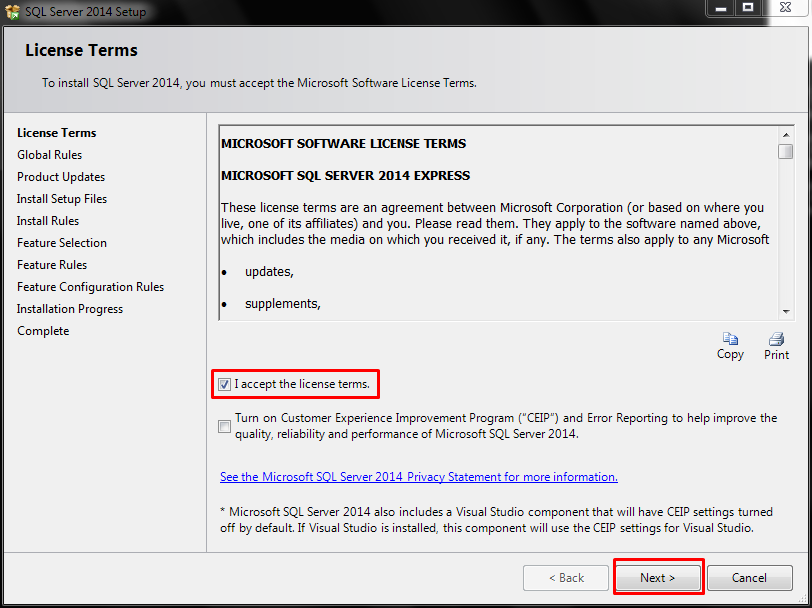 SQL Server 2014 Setup
License Terms
To install SQL Server 2014, you must accept the Microsoft Software License Terms.
License Terms
Global Rules
Product Updates
Install Setup Files
Install Rules
Feature Selection
Feature Rules
Feature Configuration Rules
Installation Progress
Complete
MICROSOFT SOFTWARE LICENSE TERMS
MICROSOFT SQL SERVER 2014 EXPRESS
These license terms are an agreement between Microsoft Corporation (or based on where you
live, one of its affiliates) and you. Please read them. They apply to the software named above,
which includes the media on which you received it, if any. The terms also apply to any Microsoft
• updates,
• supplements,
Copy
Print
I accept the license terms.
Turn on Customer Experience Improvement Program ("CEIP") and Error Reporting to help improve the
quality, reliability and performance of Microsoft SQL Server 2014.
See the Microsoft SQL Server 2014 Privacy Statement for more information.
* Microsoft SQL Server 2014 also includes a Visual Studio component that will have CEIP settings turned
off by default. If Visual Studio is installed, this component will use the CEIP settings for Visual Studio.
< Back
Next >
Cancel